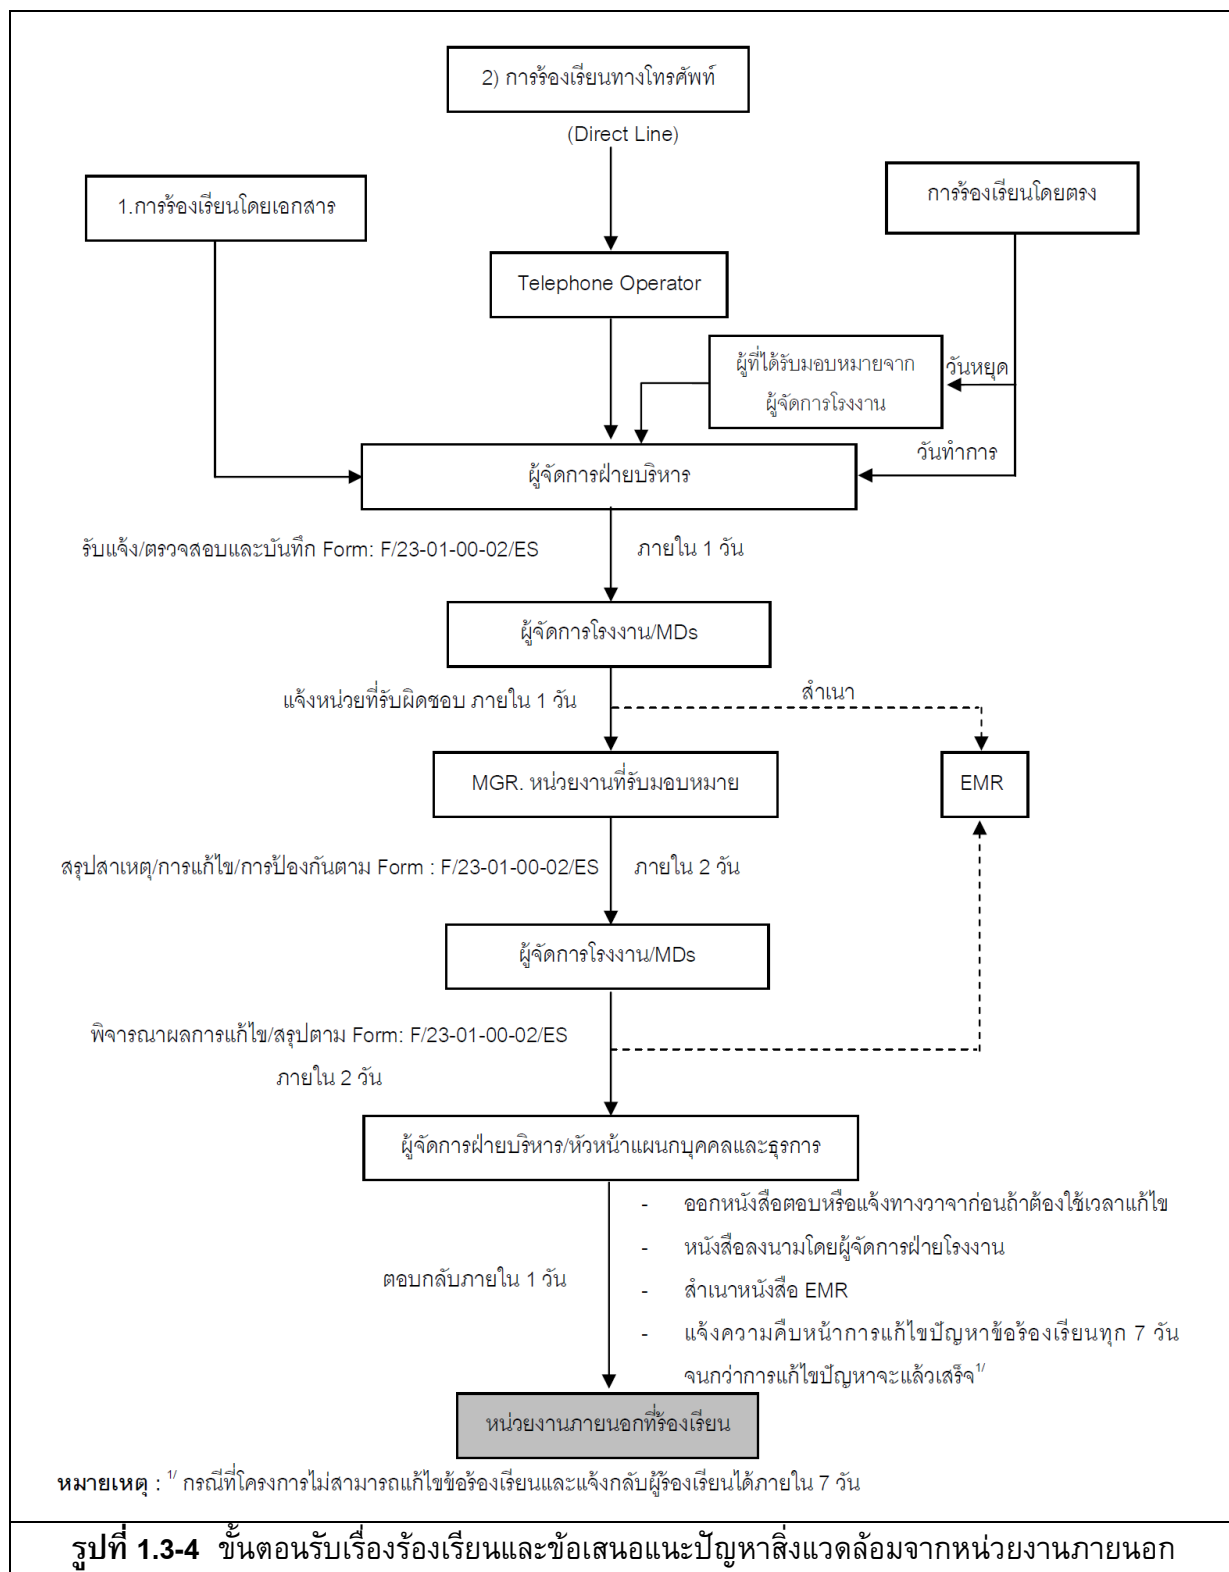 2) การร้องเรียนทางโทรศัพท์
(Direct Line)
1.การร้องเรียนโดยเอกสาร
การร้องเรียนโดยตรง
Telephone Operator
ผู้ที่ได้รับมอบหมายจาก
ผู้จัดการโรงงาน
วันหยุด
วันทำการ
ผู้จัดการฝ่ายบริหาร
รับแจ้ง/ตรวจสอบและบันทึก Form: F/23-01-00-02/ES
ภายใน 1 วัน
ผู้จัดการโรงงาน/MDs
แจ้งหน่วยที่รับผิดชอบ ภายใน 1 วัน
สำเนา
MGR. หน่วยงานที่รับมอบหมาย
EMR
สรุปสาเหตุ/การแก้ไข/การป้องกันตาม Form : F/23-01-00-02/ES
ภายใน 2 วัน
ผู้จัดการโรงงาน/MDs
พิจารณาผลการแก้ไข/สรุปตาม Form: F/23-01-00-02/ES
ภายใน 2 วัน
ผู้จัดการฝ่ายบริหาร/หัวหน้าแผนกบุคคลและธุรการ
- ออกหนังสือตอบหรือแจ้งทางวาจาก่อนถ้าต้องใช้เวลาแก้ไข
- หนังสือลงนามโดยผู้จัดการฝ่ายโรงงาน
ตอบกลับภายใน 1 วัน
- สำเนาหนังสือ EMR
- แจ้งความคืบหน้าการแก้ไขปัญหาข้อร้องเรียนทุก 7 วัน
จนกว่าการแก้ไขปัญหาจะแล้วเสร็จ1/
หน่วยงานภายนอกที่ร้องเรียน
หมายเหตุ : 1/ กรณีที่โครงการไม่สามารถแก้ไขข้อร้องเรียนและแจ้งกลับผู้ร้องเรียนได้ภายใน 7 วัน
รูปที่ 1.3-4 ขั้นตอนรับเรื่องร้องเรียนและข้อเสนอแนะปัญหาสิ่งแวดล้อมจากหน่วยงานภายนอก